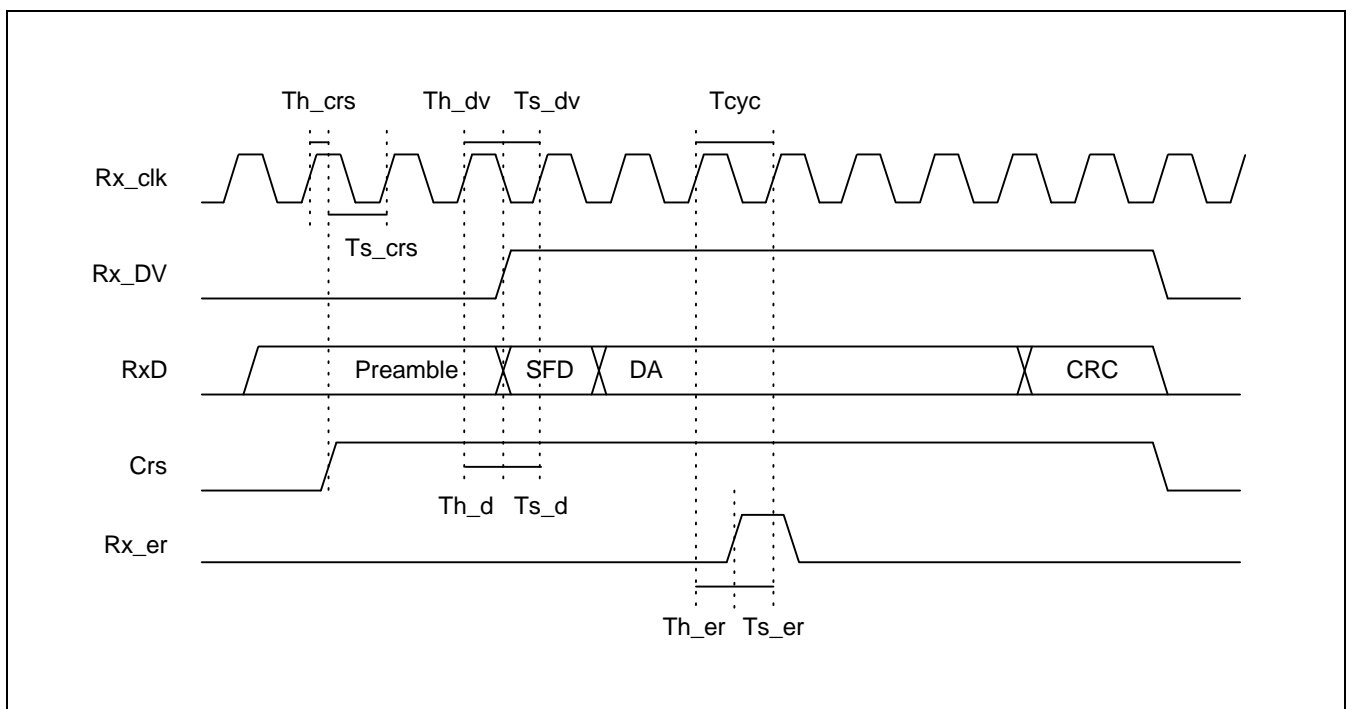 Th_crs Th_dv Ts_dv Tcyc
Rx_clk
Ts_crs
Rx_DV
RxD Preamble SFD DA CRC
Crs
Th_d Ts_d
Rx_er
Th_er Ts_er